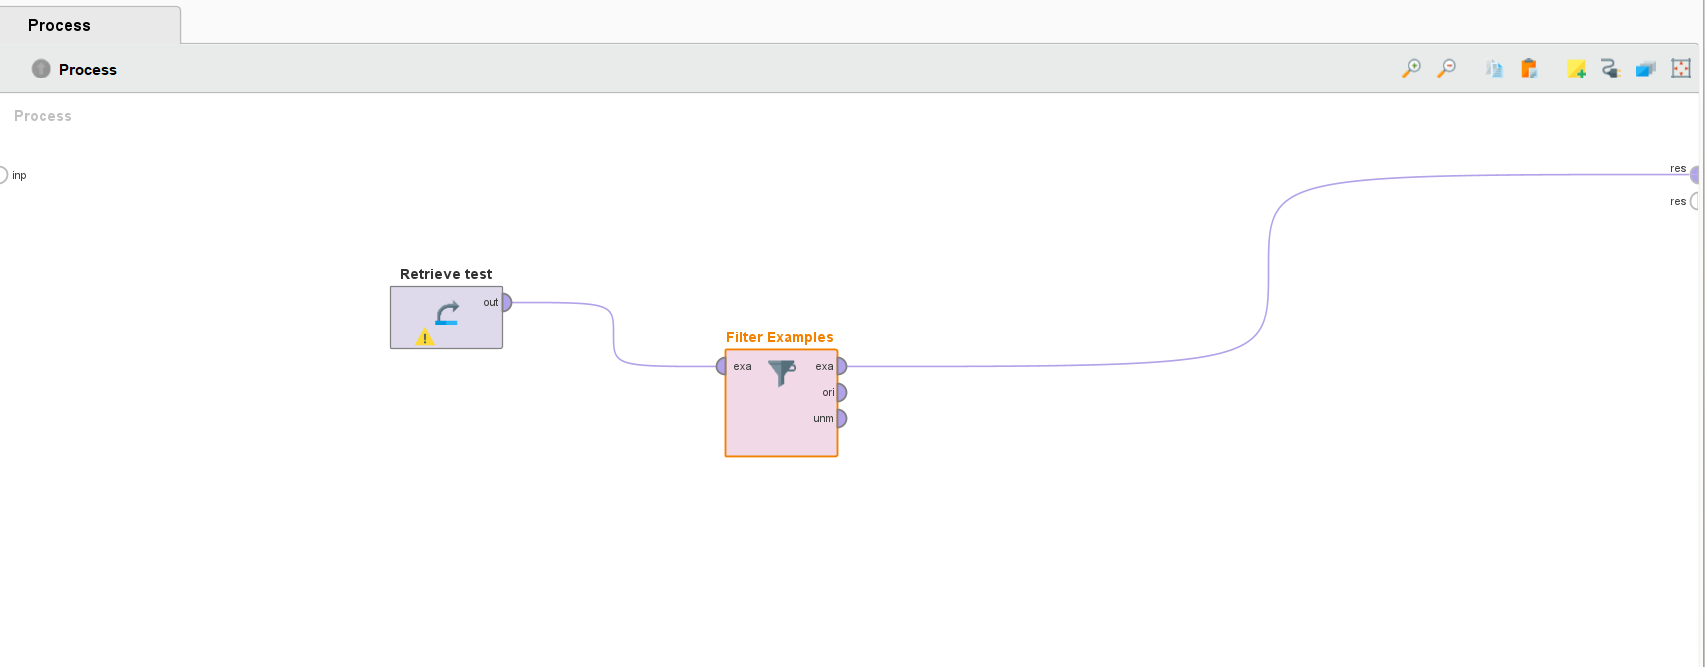 Process
Process
Process
inp
res
res
Retrieve test
out
Filter Examples
exa
exa
ori
unm